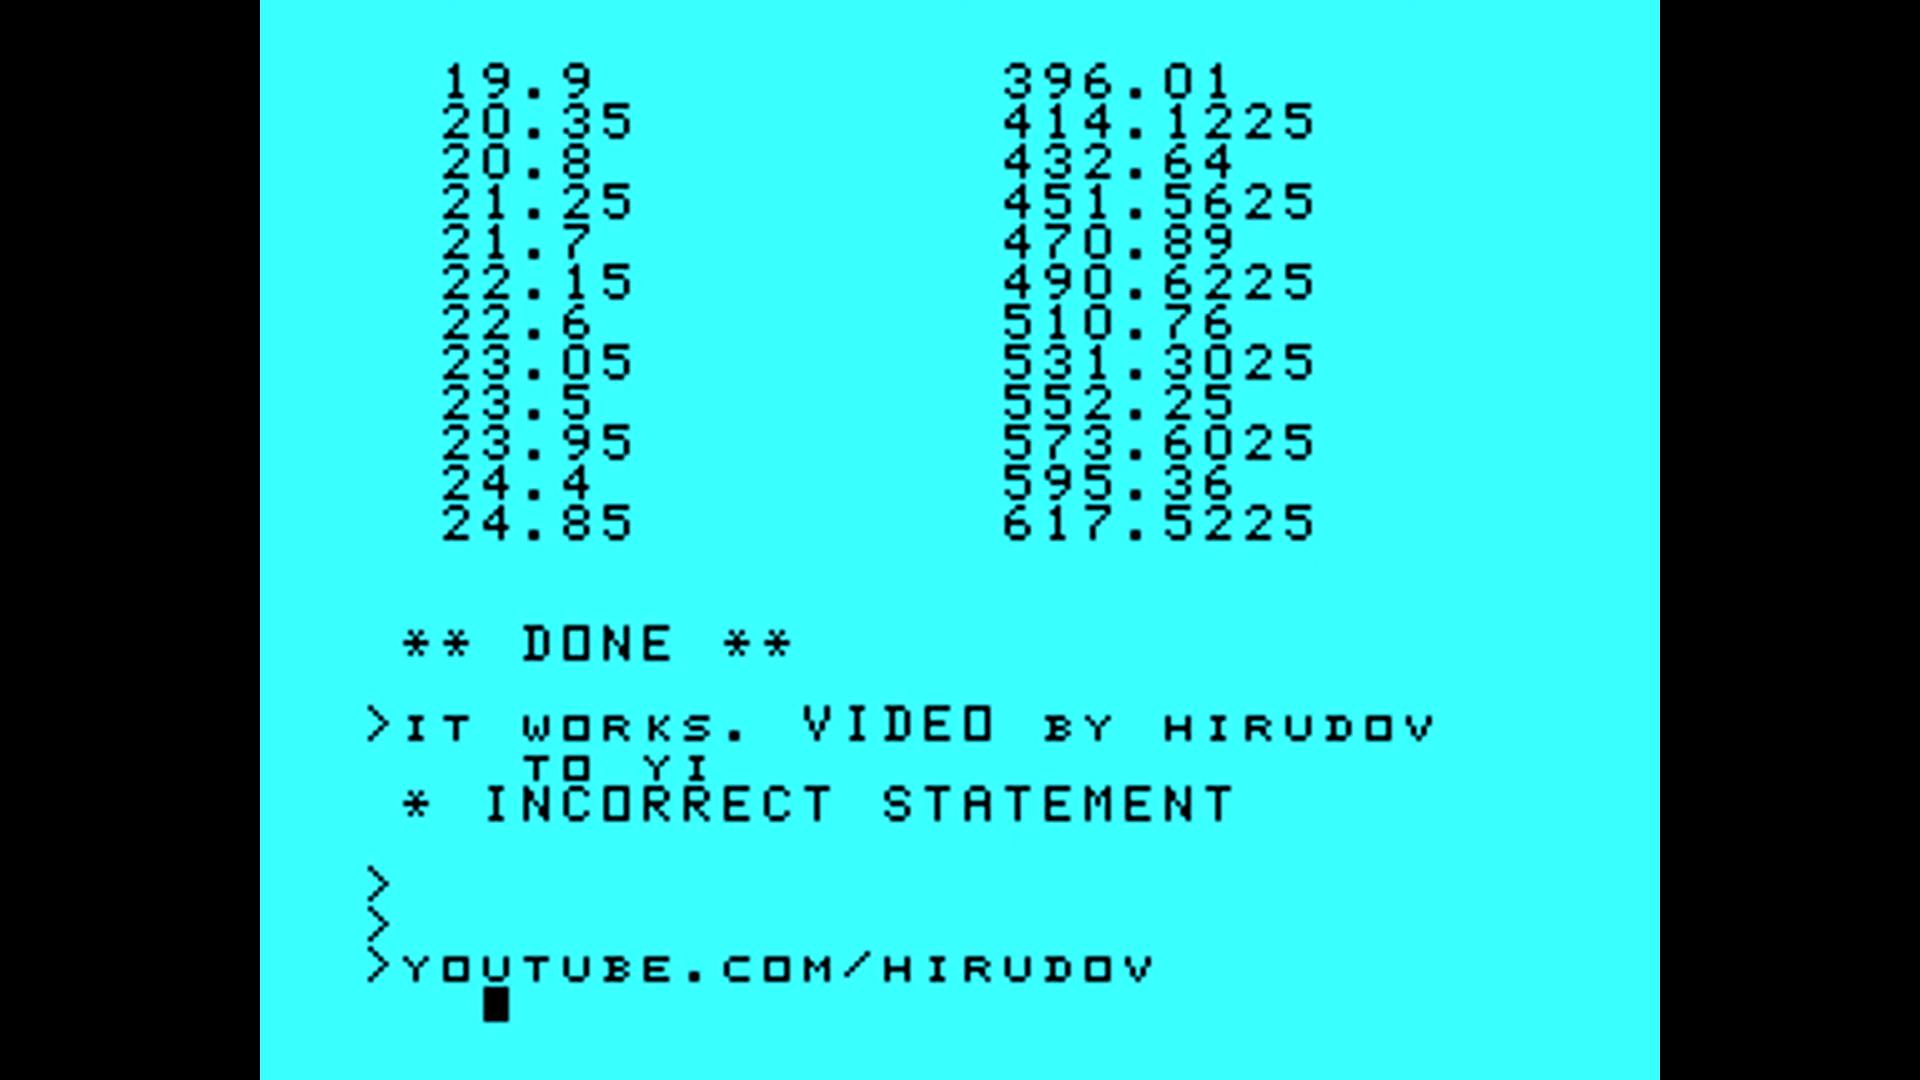 19.9 396.01
20.35 414.1225
20.8 432.64
21.25 451.5625
21.7 470.89
22.15 490.6225
22.6 510.76
23.05 531.3025
23.5 552.25
23.95 573.6025
24.4 595.36
24.85 617.5225
** DONE **
>it works. VIDEO by hirudov
to yi
* INCORRECT STATEMENT
>
>
>youtube.com/hirudov